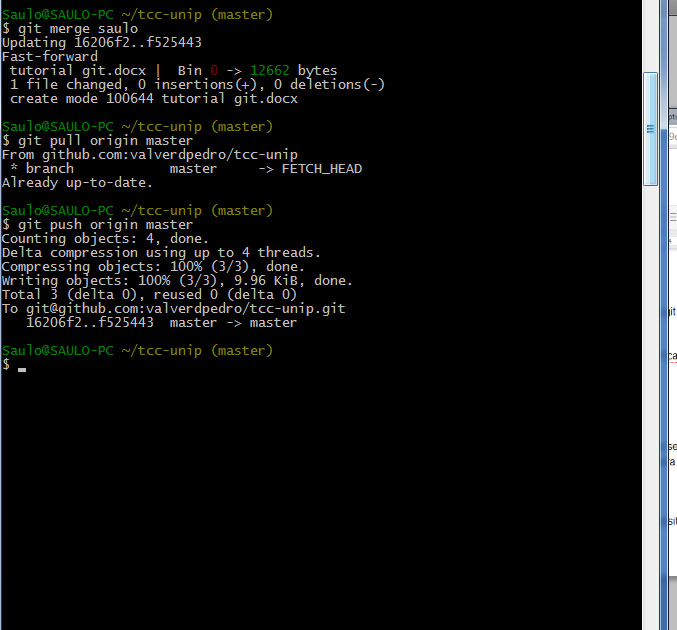 Saulo@SAULO-PC ~/tcc-unip (master)
$ git merge saulo
Updating 16206f2..f525443
Fast-forward
 tutorial git.docx |  Bin 0 -> 12662 bytes
 1 file changed, 0 insertions(+), 0 deletions(-)
 create mode 100644 tutorial git.docx

Saulo@SAULO-PC ~/tcc-unip (master)
$ git pull origin master
From github.com:valverdpedro/tcc-unip
 * branch            master     -> FETCH_HEAD
Already up-to-date.

Saulo@SAULO-PC ~/tcc-unip (master)
$ git push origin master
Counting objects: 4, done.
Delta compression using up to 4 threads.
Compressing objects: 100% (3/3), done.
Writing objects: 100% (3/3), 9.96 KiB, done.
Total 3 (delta 0), reused 0 (delta 0)
To git@github.com:valverdpedro/tcc-unip.git
   16206f2..f525443  master -> master

Saulo@SAULO-PC ~/tcc-unip (master)
$